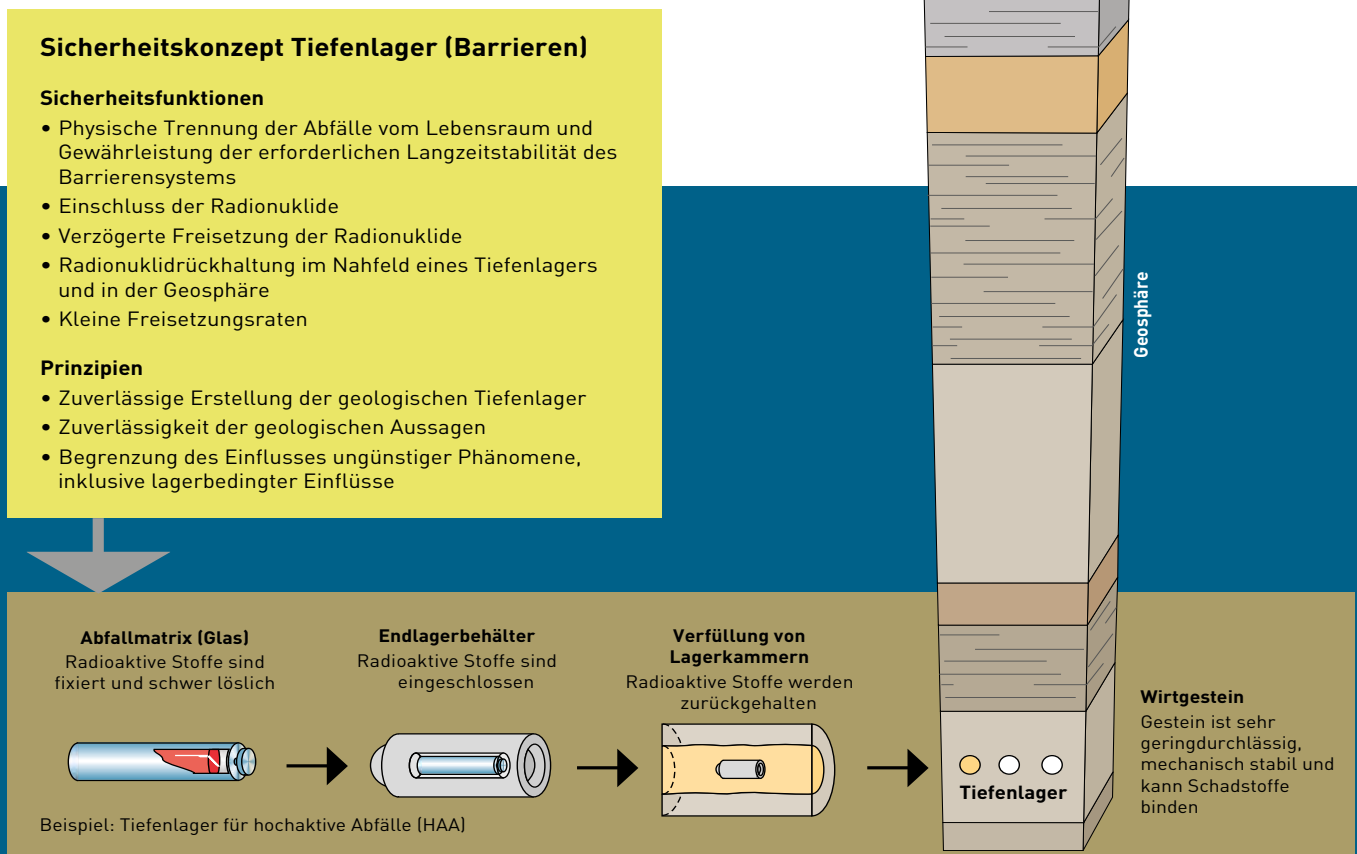 Sicherheitskonzept Tiefenlager (Barrieren)
Sicherheitsfunktionen
• Physische Trennung der Abfälle vom Lebensraum und
Gewährleistung der erforderlichen Langzeitstabilität des
Barrierensystems
• Einschluss der Radionuklide
• Verzögerte Freisetzung der Radionuklide
• Radionuklidrückhaltung im Nahfeld eines Tiefenlagers
und in der Geosphäre
• Kleine Freisetzungsraten
Prinzipien
• Zuverlässige Erstellung der geologischen Tiefenlager
• Zuverlässigkeit der geologischen Aussagen
• Begrenzung des Einflusses ungünstiger Phänomene,
inklusive lagerbedingter Einflüsse
Geosphäre
Abfallmatrix (Glas)
Radioaktive Stoffe sind
fixiert und schwer löslich
Endlagerbehälter
Radioaktive Stoffe sind
eingeschlossen
Verfüllung von
Lagerkammern
Radioaktive Stoffe werden
zurückgehalten
Tiefenlager
Wirtgestein
Gestein ist sehr
geringdurchlässig,
mechanisch stabil und
kann Schadstoffe
binden
Beispiel: Tiefenlager für hochaktive Abfälle (HAA)